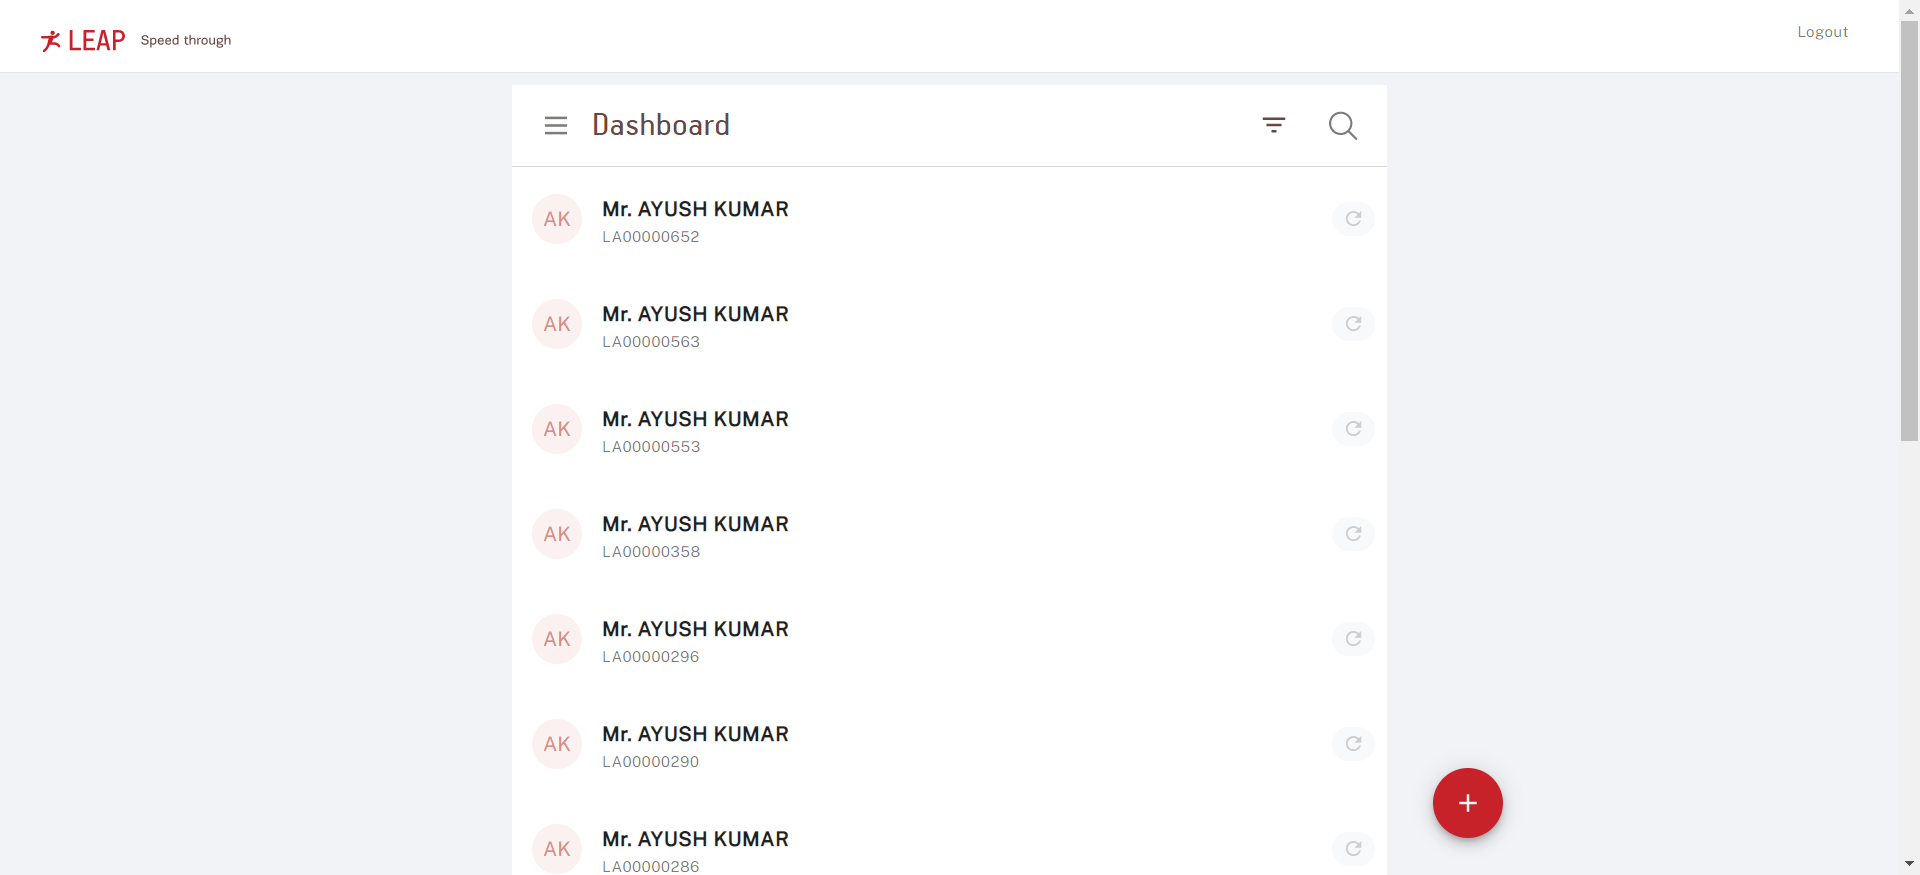 LEAP Speed through
Logout
Dashboard
AK Mr. AYUSH KUMAR
LA00000652
AK Mr. AYUSH KUMAR
LA00000563
AK Mr. AYUSH KUMAR
LA00000553
AK Mr. AYUSH KUMAR
LA00000358
AK Mr. AYUSH KUMAR
LA00000296
AK Mr. AYUSH KUMAR
LA00000290
AK Mr. AYUSH KUMAR
LA00000286